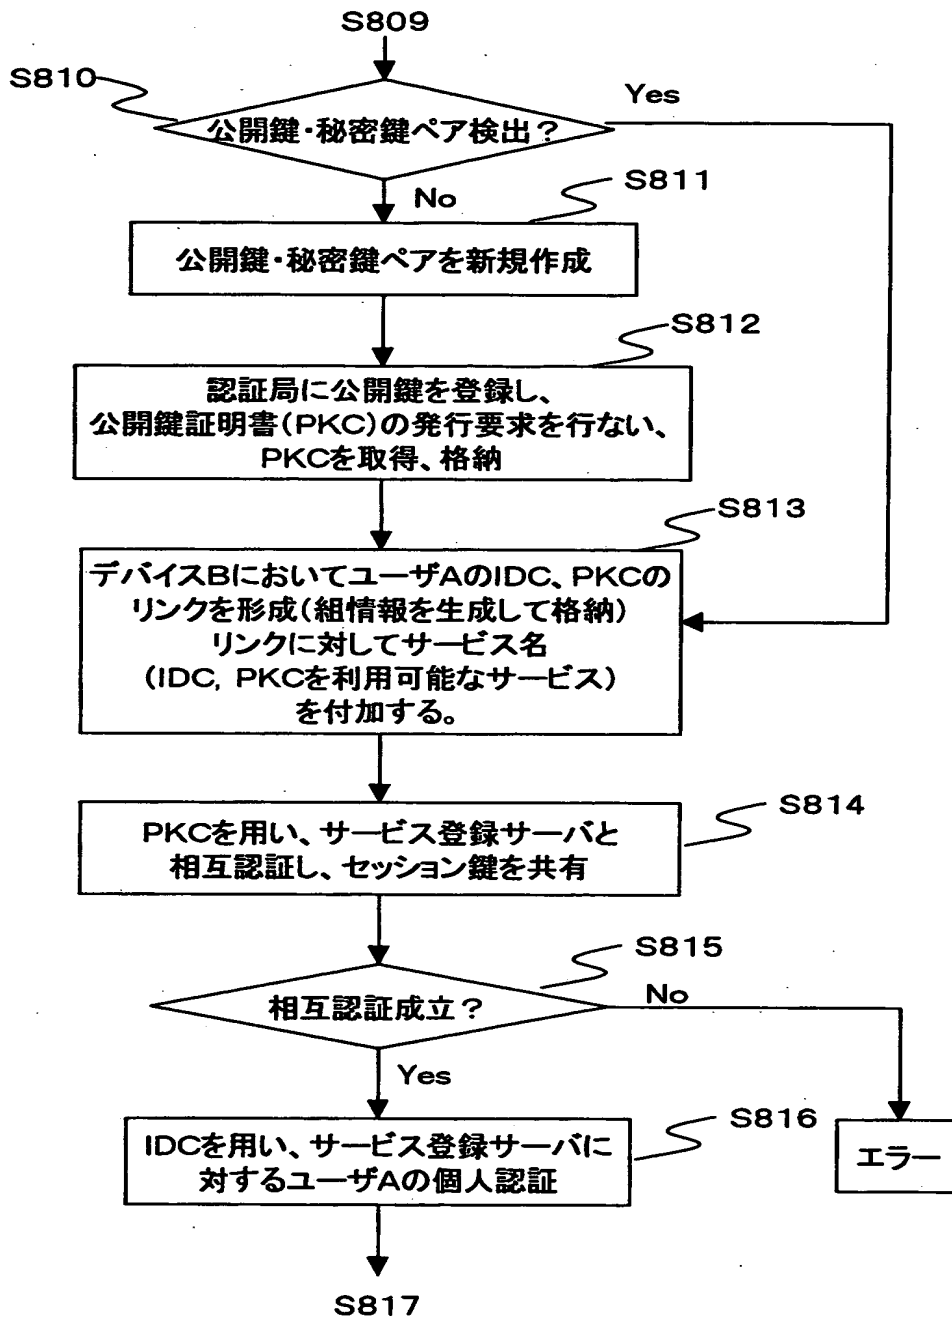 S809
S810
公開鍵・秘密鍵ペア検出？
Yes
No
S811
公開鍵・秘密鍵ペアを新規作成
S812
認証局に公開鍵を登録し、
公開鍵証明書(PKC)の発行要求を行ない、
PKCを取得、格納
S813
デバイスBにおいてユーザAのIDC、PKCの
リンクを形成(組情報を生成して格納)
リンクに対してサービス名
(IDC, PKCを利用可能なサービス)
を付加する。
S814
PKCを用い、サービス登録サーバと
相互認証し、セッション鍵を共有
S815
相互認証成立？
No
Yes
S816
IDCを用い、サービス登録サーバに
対するユーザAの個人認証
エラー
S817